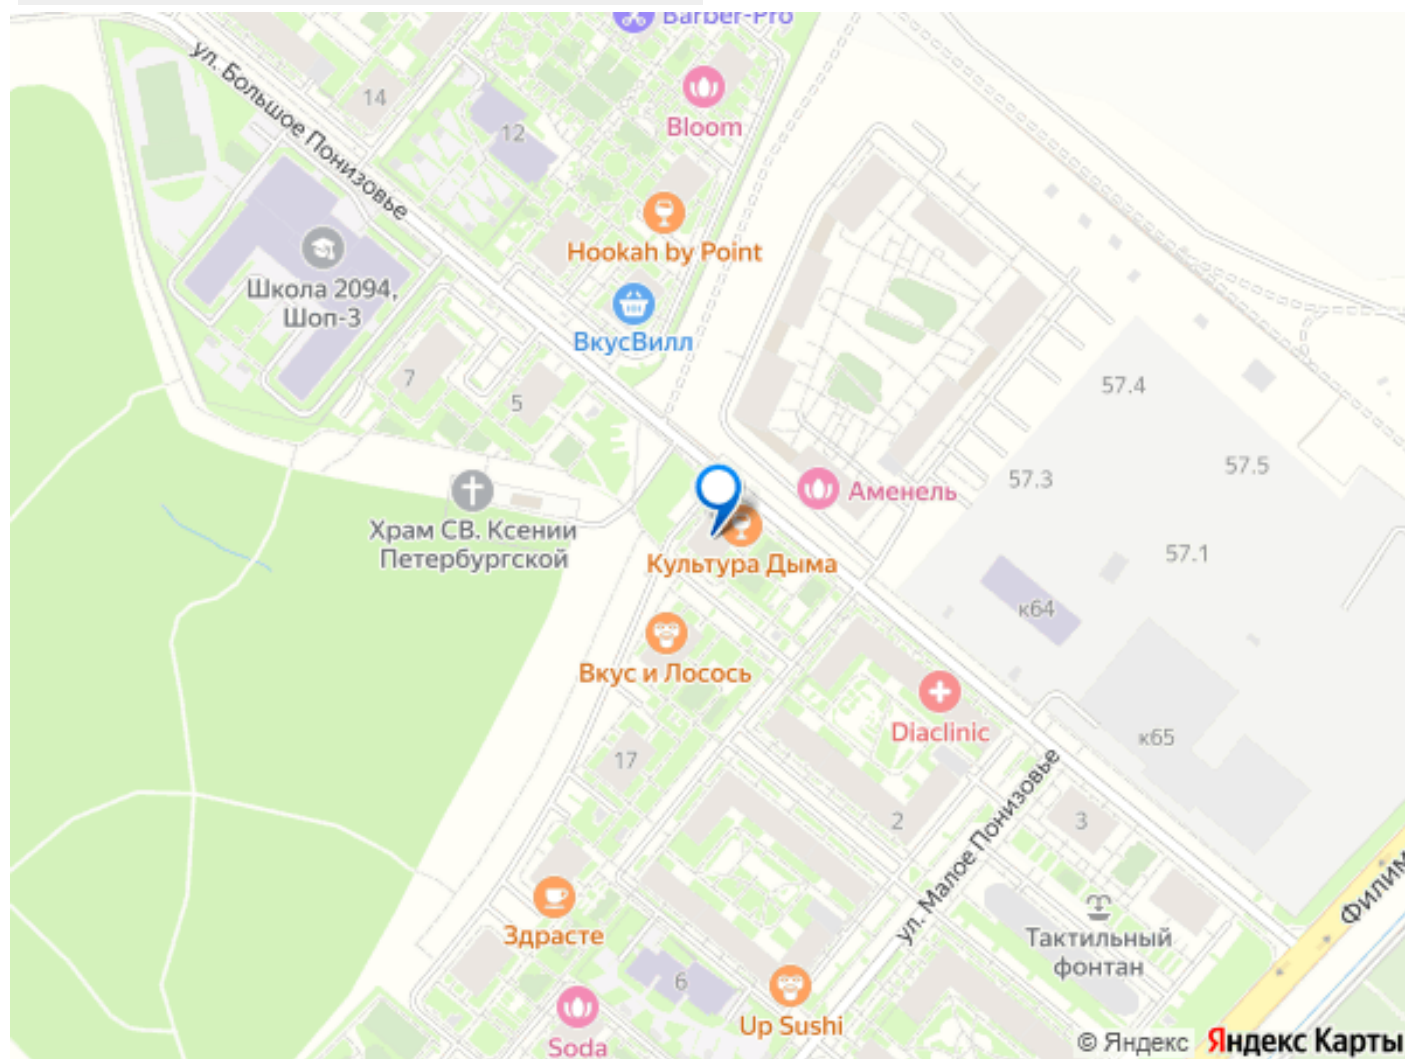 Barber-Pro
ул. Большое Понизовье
14
12
Bloom
Hookah by Point
Школа 2094,
Шоп-3
ВкусВилл
7
5
57.4
57.5
57.3
Аменель
Храм СВ. Ксении
Петербургской
Культура Дыма
57.1
к64
Вкус и Лосось
Diaclinic
к65
17
2
3
ул. Малое Понизовье
Филим
Здрасте
Тактильный
фонтан
6
Up Sushi
Soda
© Яндекс Яндекс Карты